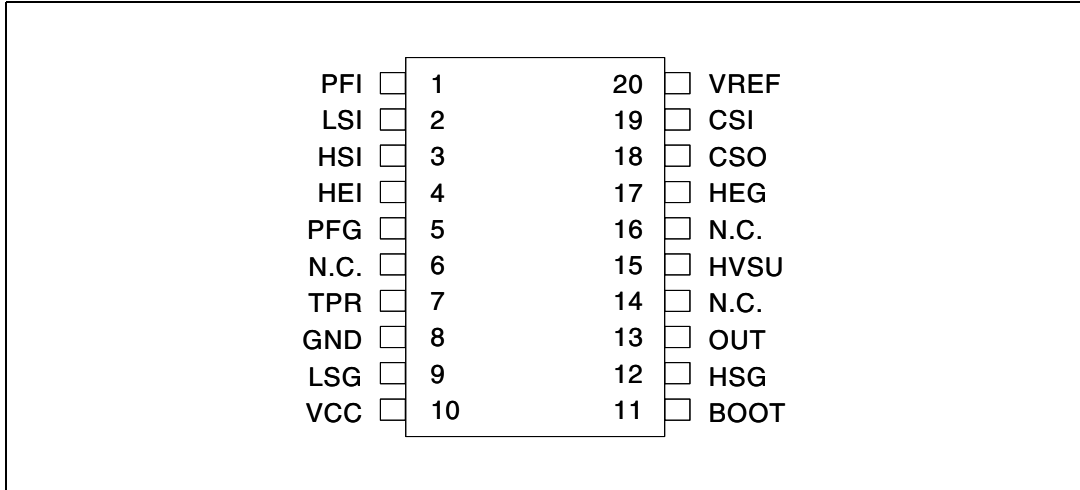 PFI 1 20 VREF
LSI 2 19 CSI
HSI 3 18 CSO
HEI 4 17 HEG
PFG 5 16 N.C.
N.C. 6 15 HVSU
TPR 7 14 N.C.
GND 8 13 OUT
LSG 9 12 HSG
VCC 10 11 BOOT